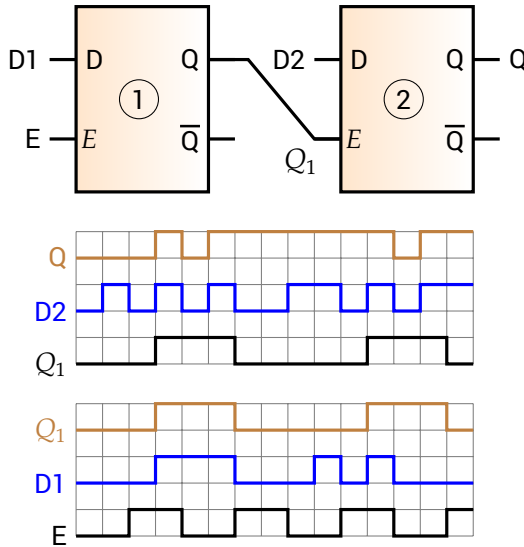 D1 D Q D2 D Q Q
1 2
E E Q̅ Q₁ E Q̅
Q
D2
Q₁
Q₁
D1
E